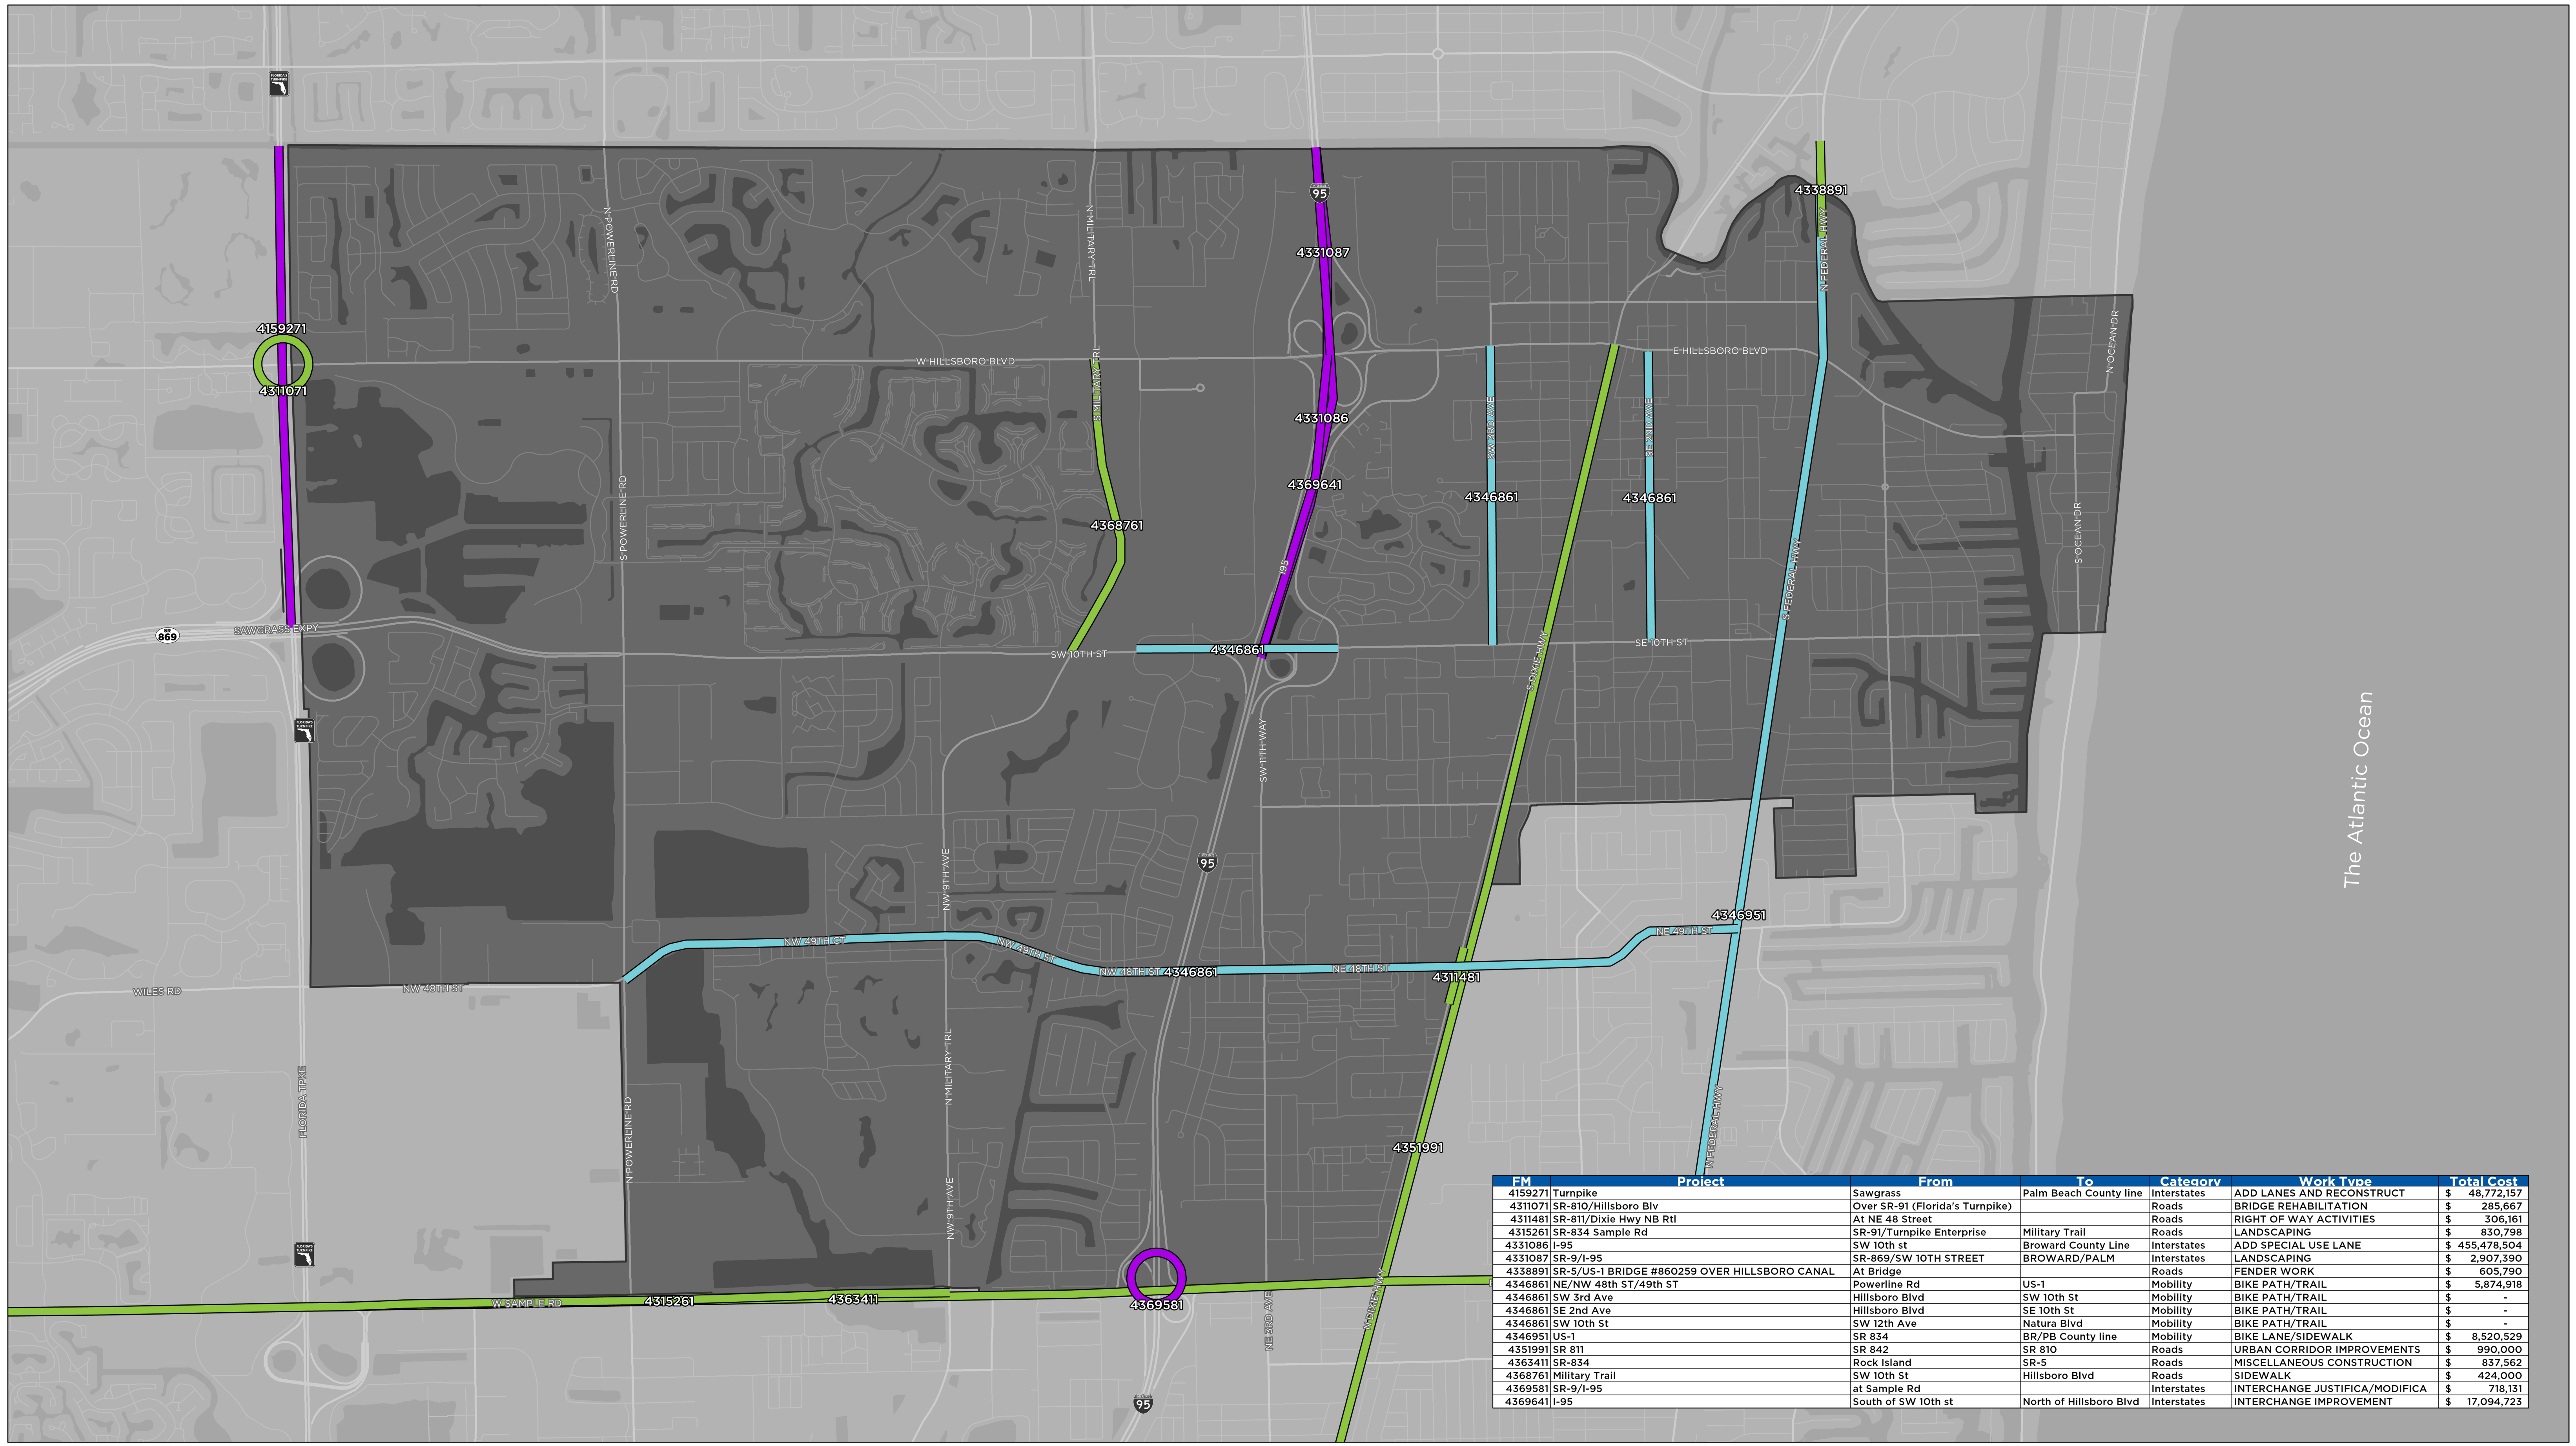 FLORIDA'S TURNPIKE
95
4338891
N POWERLINE RD
N MILITARY TRL
N FEDERAL HWY
4331087
4159271
N OCEAN DR
W HILLSBORO BLVD
E HILLSBORO BLVD
4311071
S MILITARY TRL
4331086
SW 3RD AVE
SE 2ND AVE
4369641
4346861
4346861
S POWERLINE RD
4368761
S OCEAN DR
I 95
S FEDERAL HWY
SR 869
SAWGRASS EXPY
SW 10TH ST
4346861
SE 10TH ST
S DIXIE HWY
FLORIDA'S TURNPIKE
SW 11TH WAY
The Atlantic Ocean
95
NW 9TH AVE
4346951
NE 49TH ST
NW 49TH CT
NW 49TH ST
NW 48TH ST
4346861
NE 48TH ST
4311481
WILES RD
NW 48TH ST
N MILITARY TRL
FLORIDA TPKE
N POWERLINE RD
N FEDERAL HWY
4351991
NW 9TH AVE
FLORIDA'S TURNPIKE
W SAMPLE RD
4315261
4363411
4369581
NE 3RD AVE
N DIXIE HWY
95
FM Project From To Category Work Type Total Cost
4159271 Turnpike Sawgrass Palm Beach County line Interstates ADD LANES AND RECONSTRUCT $ 48,772,157
4311071 SR-810/Hillsboro Blv Over SR-91 (Florida's Turnpike) Roads BRIDGE REHABILITATION $ 285,667
4311481 SR-811/Dixie Hwy NB Rtl At NE 48 Street Roads RIGHT OF WAY ACTIVITIES $ 306,161
4315261 SR-834 Sample Rd SR-91/Turnpike Enterprise Military Trail Roads LANDSCAPING $ 830,798
4331086 I-95 SW 10th st Broward County Line Interstates ADD SPECIAL USE LANE $ 455,478,504
4331087 SR-9/I-95 SR-869/SW 10TH STREET BROWARD/PALM Interstates LANDSCAPING $ 2,907,390
4338891 SR-5/US-1 BRIDGE #860259 OVER HILLSBORO CANAL At Bridge Roads FENDER WORK $ 605,790
4346861 NE/NW 48th ST/49th ST Powerline Rd US-1 Mobility BIKE PATH/TRAIL $ 5,874,918
4346861 SW 3rd Ave Hillsboro Blvd SW 10th St Mobility BIKE PATH/TRAIL $ -
4346861 SE 2nd Ave Hillsboro Blvd SE 10th St Mobility BIKE PATH/TRAIL $ -
4346861 SW 10th St SW 12th Ave Natura Blvd Mobility BIKE PATH/TRAIL $ -
4346951 US-1 SR 834 BR/PB County line Mobility BIKE LANE/SIDEWALK $ 8,520,529
4351991 SR 811 SR 842 SR 810 Roads URBAN CORRIDOR IMPROVEMENTS $ 990,000
4363411 SR-834 Rock Island SR-5 Roads MISCELLANEOUS CONSTRUCTION $ 837,562
4368761 Military Trail SW 10th St Hillsboro Blvd Roads SIDEWALK $ 424,000
4369581 SR-9/I-95 at Sample Rd Interstates INTERCHANGE JUSTIFICA/MODIFICA $ 718,131
4369641 I-95 South of SW 10th st North of Hillsboro Blvd Interstates INTERCHANGE IMPROVEMENT $ 17,094,723